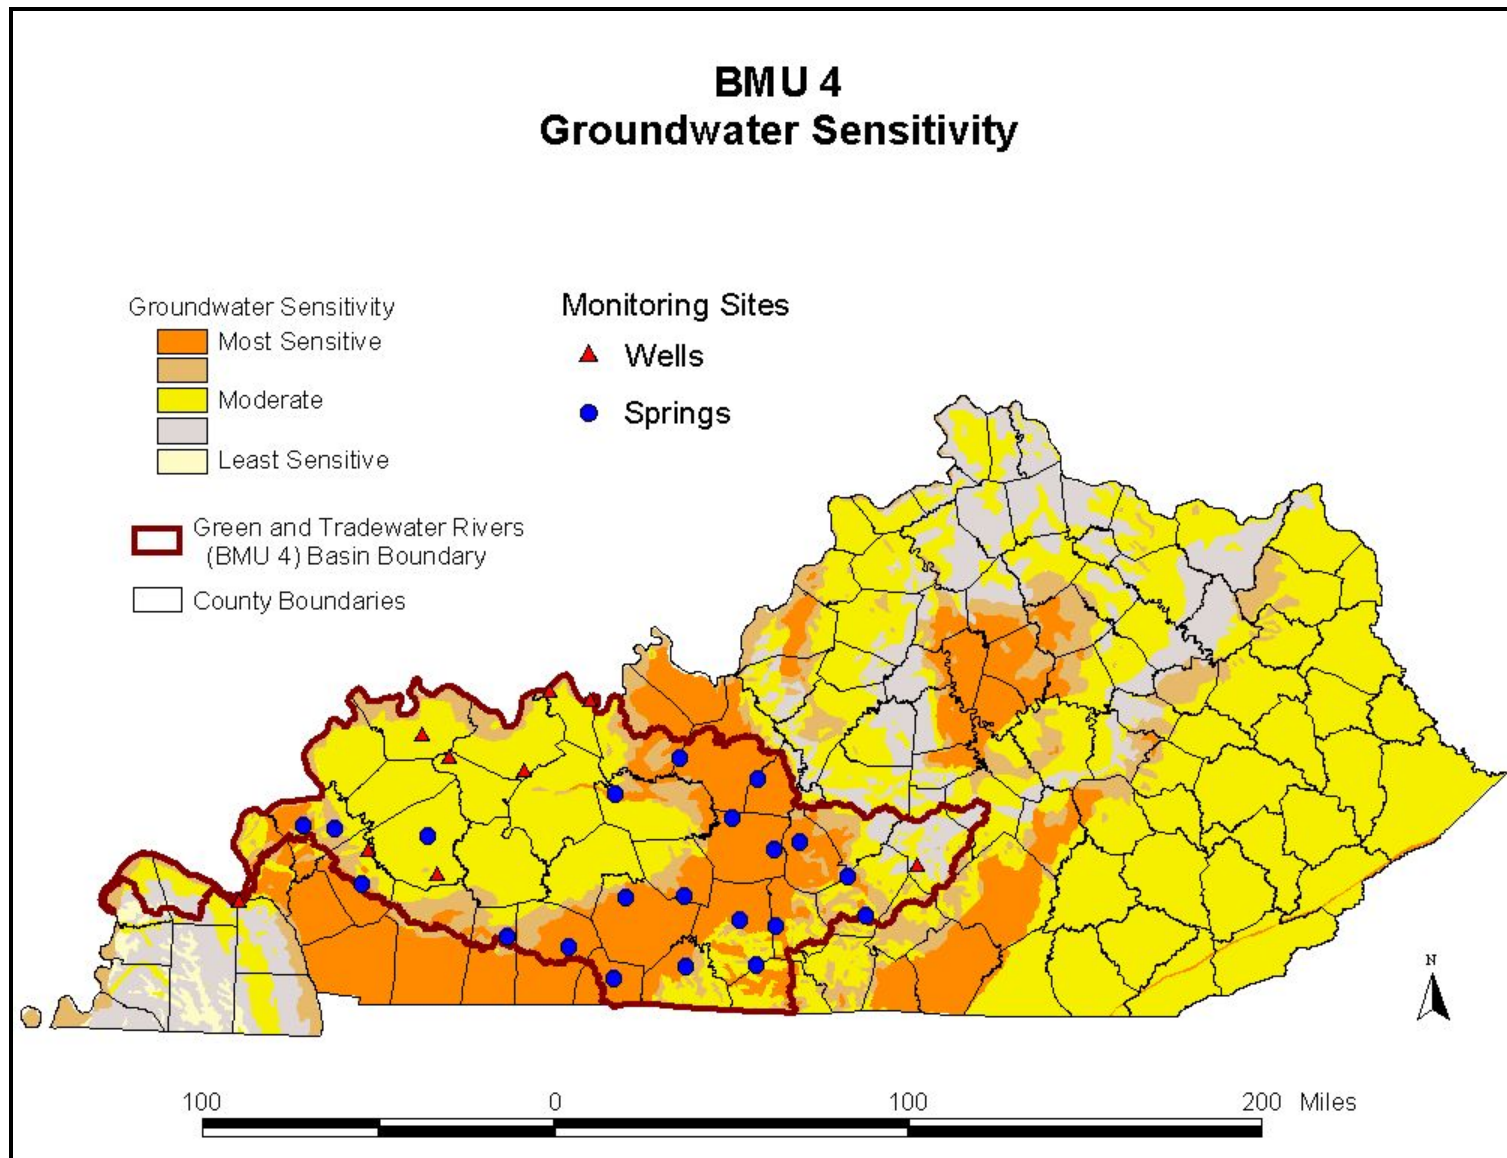 BMU 4
Groundwater Sensitivity
Groundwater Sensitivity
Most Sensitive
Moderate
Least Sensitive
Green and Tradewater Rivers
(BMU 4) Basin Boundary
County Boundaries
Monitoring Sites
Wells
Springs
N
100 0 100 200 Miles